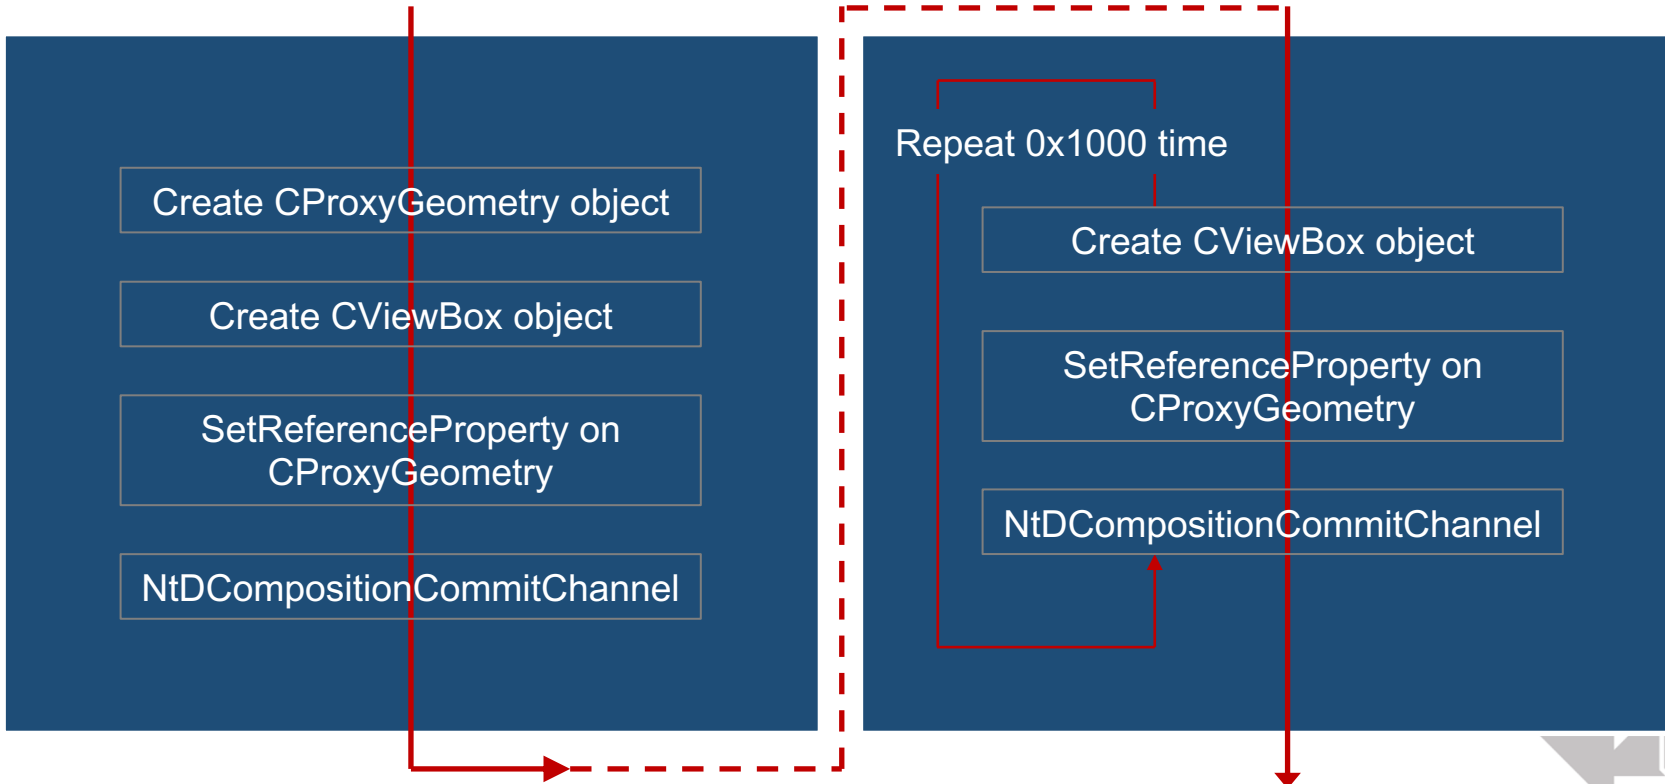 Create CProxyGeometry object
Create CViewBox object
SetReferenceProperty on
CProxyGeometry
NtDCompositionCommitChannel
Repeat 0x1000 time
Create CViewBox object
SetReferenceProperty on
CProxyGeometry
NtDCompositionCommitChannel